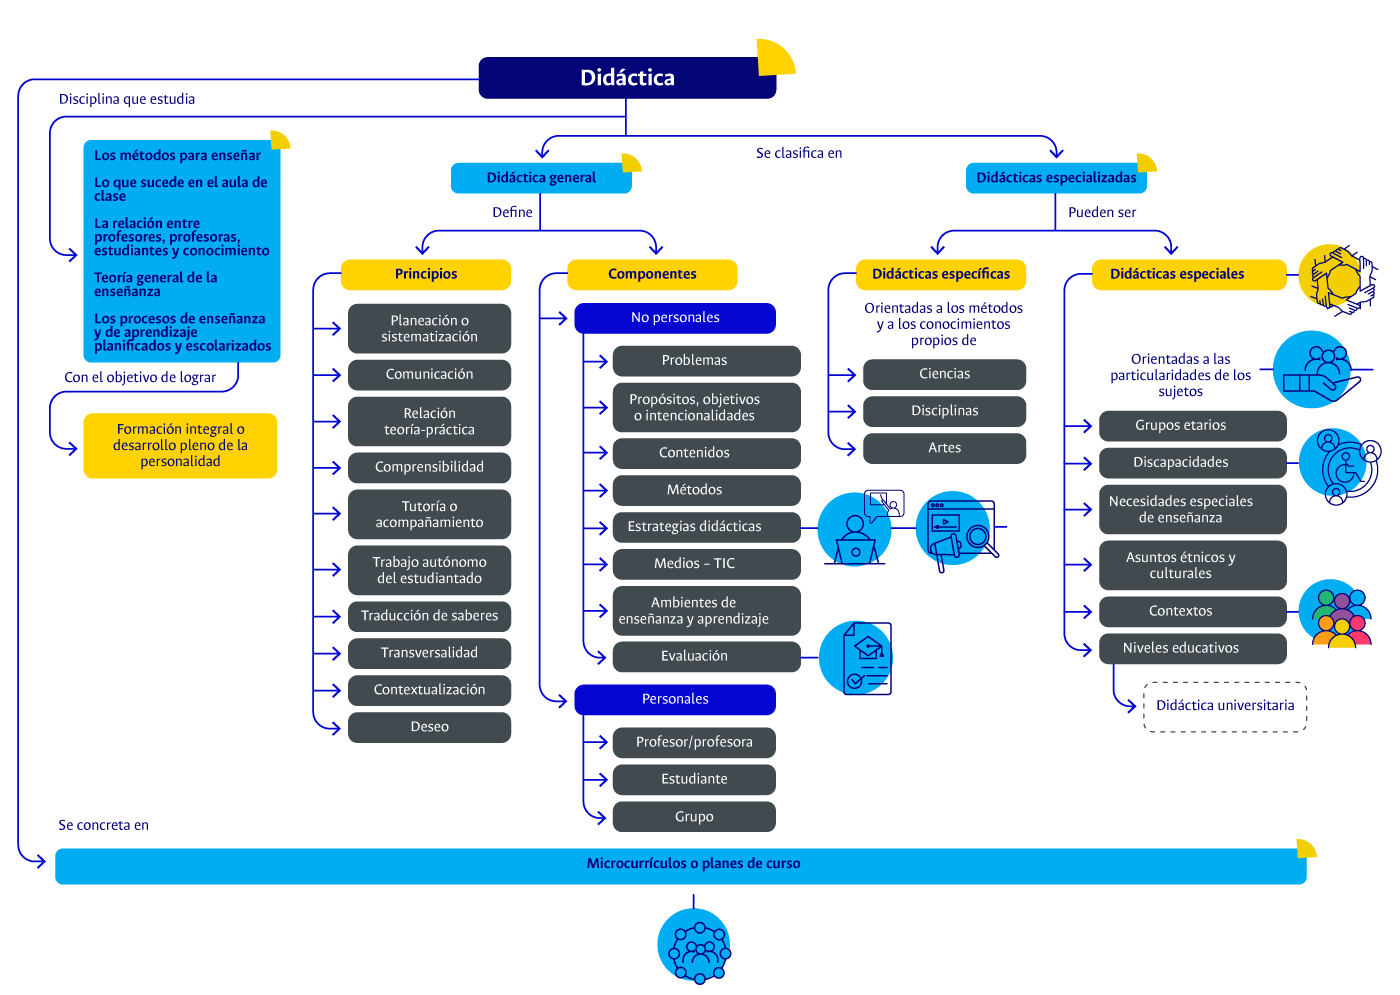 Didáctica
Disciplina que estudia
Los métodos para enseñar
Lo que sucede en el aula de
clase
La relación entre
profesores, profesoras,
estudiantes y conocimiento
Teoría general de la
enseñanza
Los procesos de enseñanza
y de aprendizaje
planificados y escolarizados
Con el objetivo de lograr
Formación integral o
desarrollo pleno de la
personalidad
Se clasifica en
Didáctica general
Define
Principios
Planeación o
sistematización
Comunicación
Relación
teoría-práctica
Comprensibilidad
Tutoría o
acompañamiento
Trabajo autónomo
del estudiantado
Traducción de saberes
Transversalidad
Contextualización
Deseo
Componentes
No personales
Problemas
Propósitos, objetivos
o intencionalidades
Contenidos
Métodos
Estrategias didácticas
Medios – TIC
Ambientes de
enseñanza y aprendizaje
Evaluación
Personales
Profesor/profesora
Estudiante
Grupo
Didácticas especializadas
Pueden ser
Didácticas específicas
Orientadas a los métodos
y a los conocimientos
propios de
Ciencias
Disciplinas
Artes
Didácticas especiales
Orientadas a las
particularidades de los
sujetos
Grupos etarios
Discapacidades
Necesidades especiales
de enseñanza
Asuntos étnicos y
culturales
Contextos
Niveles educativos
Didáctica universitaria
Se concreta en
Microcurrículos o planes de curso